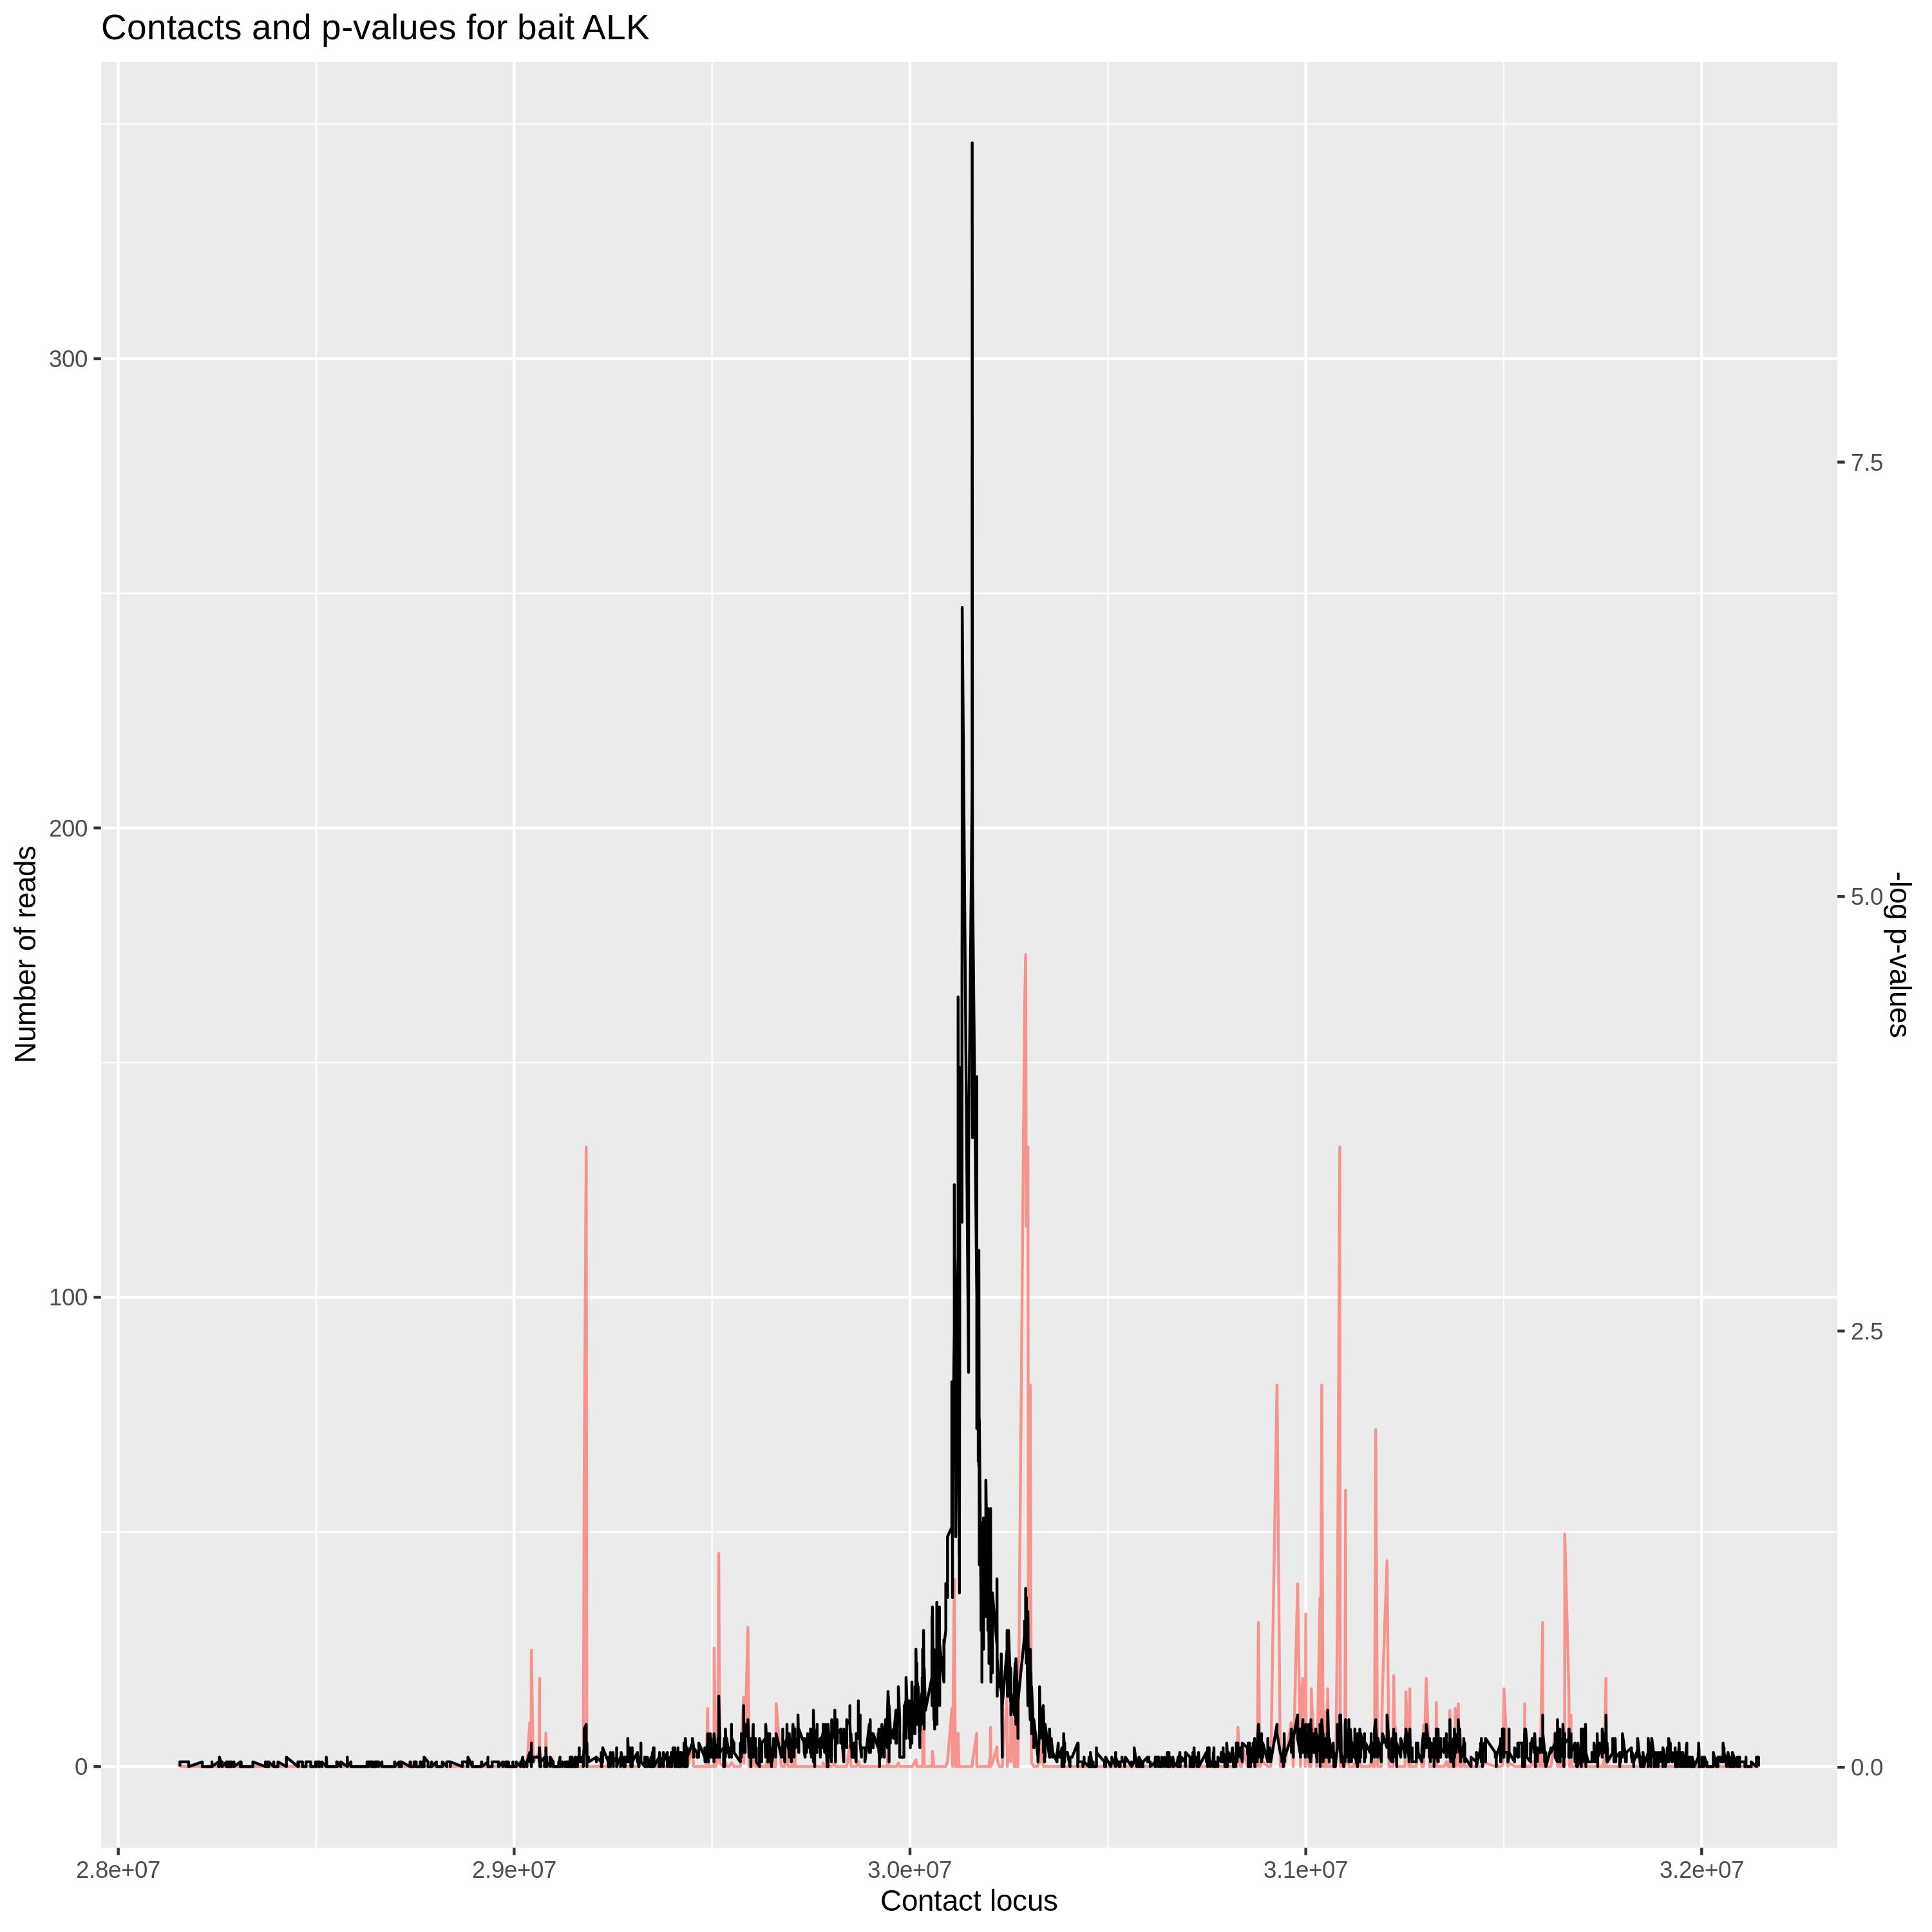 Contacts and p-values for bait ALK
Number of reads
300
200
100
0
7.5
5.0
2.5
0.0
-log p-values
2.8e+07
2.9e+07
3.0e+07
3.1e+07
3.2e+07
Contact locus